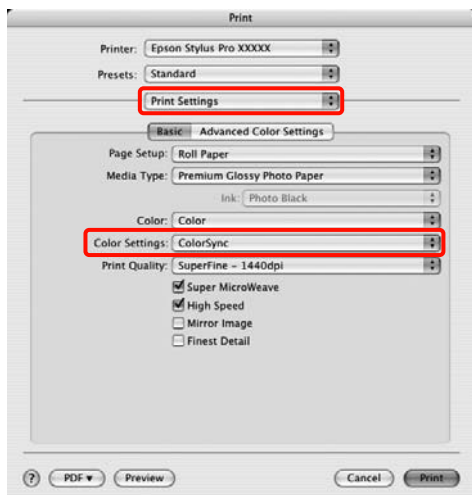 Print
Printer: Epson Stylus Pro XXXXX
Presets: Standard
Print Settings
Basic Advanced Color Settings
Page Setup: Roll Paper
Media Type: Premium Glossy Photo Paper
Ink: Photo Black
Color: Color
Color Settings: ColorSync
Print Quality: SuperFine – 1440dpi
Super MicroWeave
High Speed
Mirror Image
Finest Detail
? PDF ▼ Preview Cancel Print